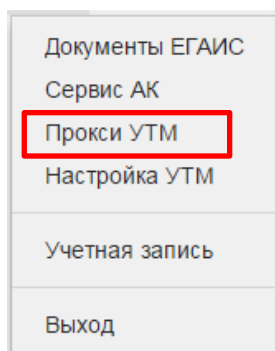 Документы ЕГАИС
Сервис АК
Прокси УТМ
Настройка УТМ
Учетная запись
Выход